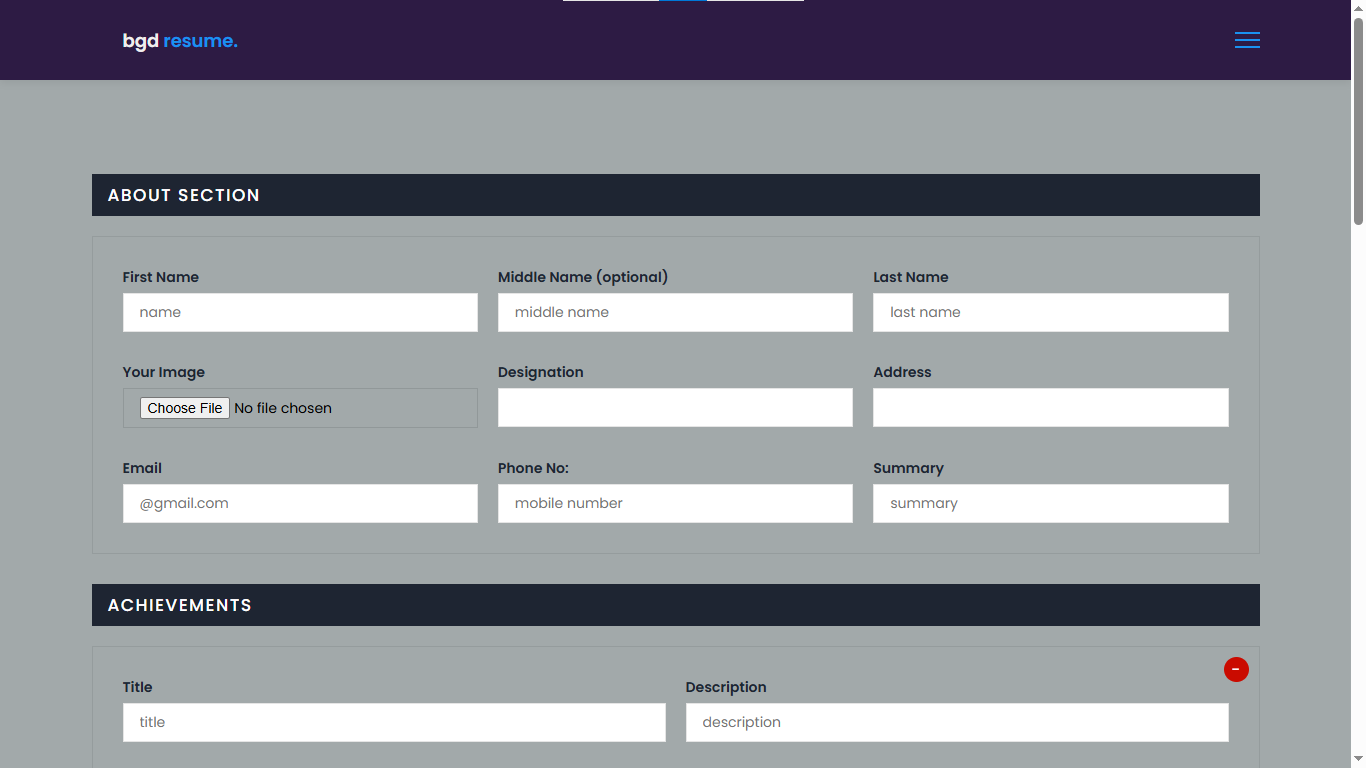 bgd resume.
ABOUT SECTION
First Name Middle Name (optional) Last Name
name middle name last name
Your Image Designation Address
Choose File No file chosen
Email Phone No: Summary
@gmail.com mobile number summary
ACHIEVEMENTS
-
Title Description
title description